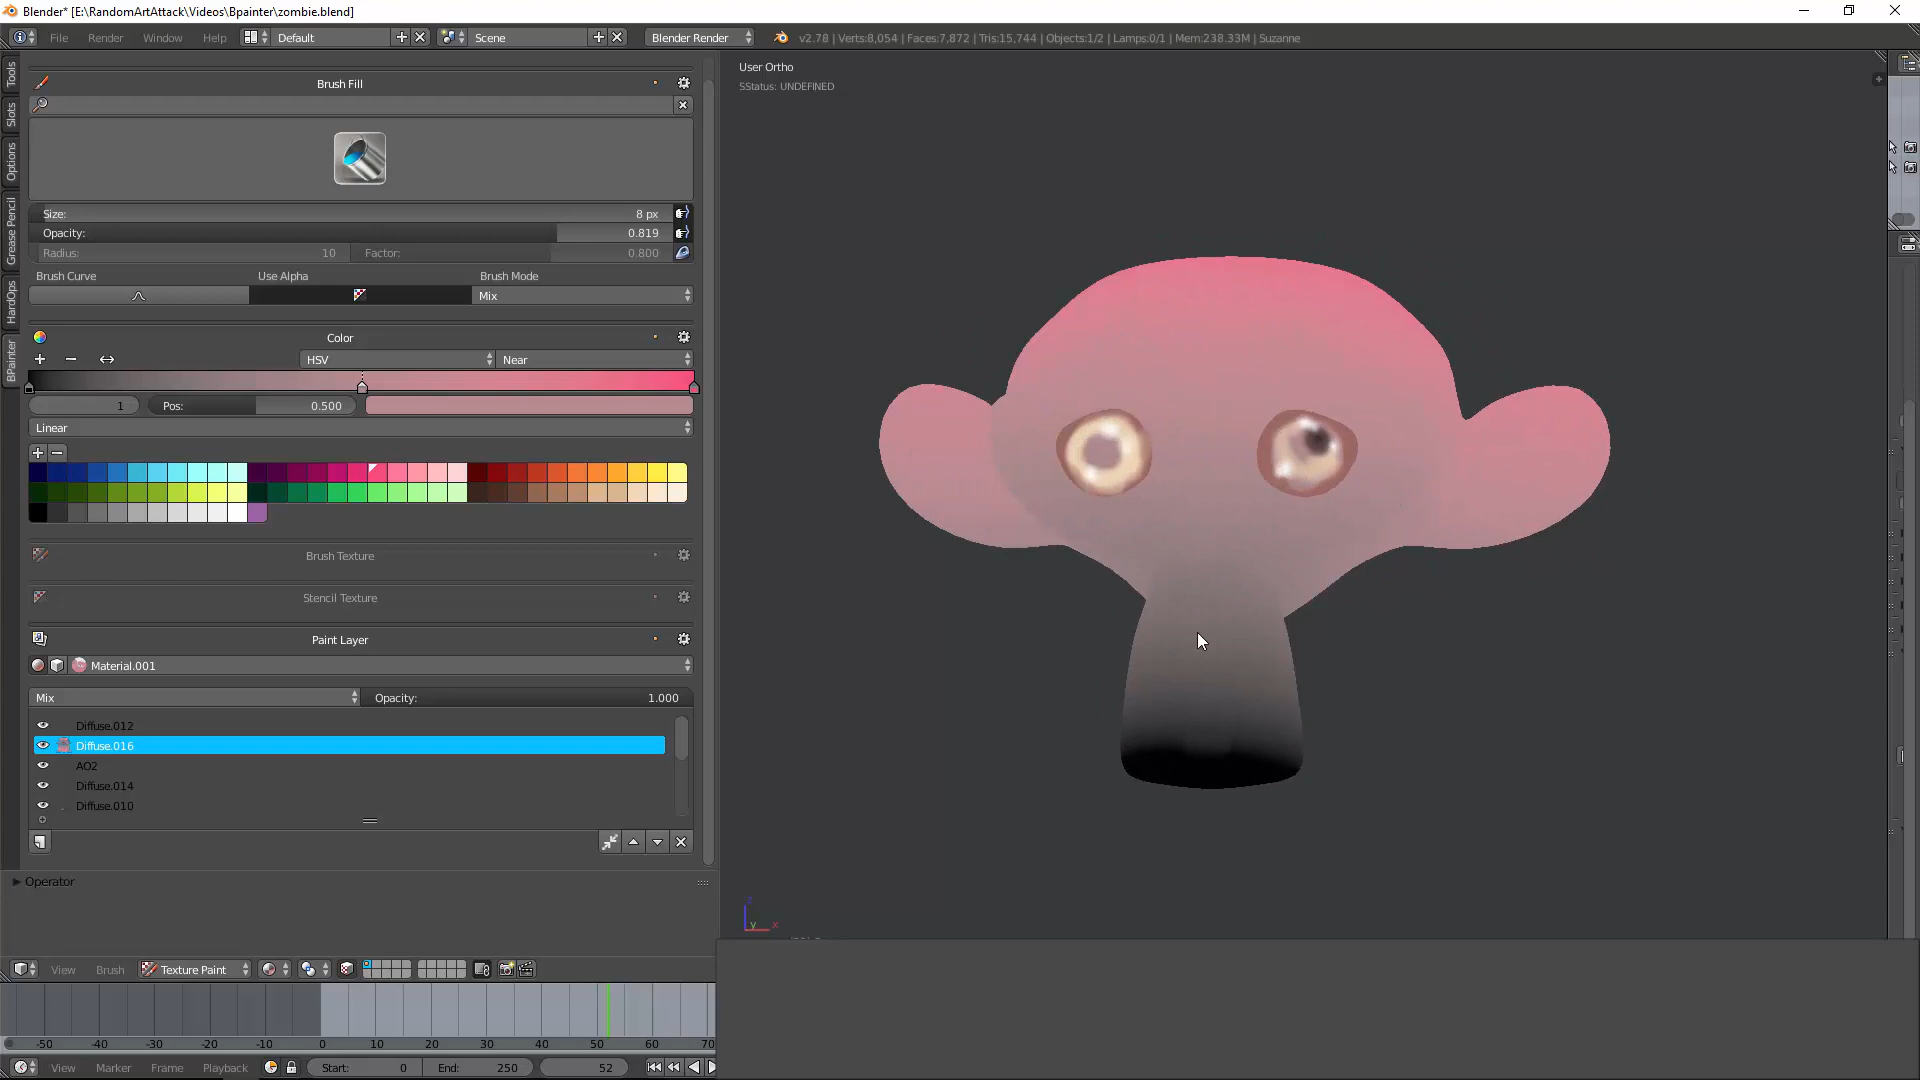 Blender* [E:\RandomArtAttack\Videos\Bpainter\zombie.blend]
File Render Window Help Default Scene Blender Render v2.78 | Verts:8,054 | Faces:7,872 | Tris:15,744 | Objects:1/2 | Lamps:0/1 | Mem:238.33M | Suzanne
Tools
Slots
Options
Grease Pencil
HardOps
BPainter
Brush Fill
Size: 8 px
Opacity: 0.819
Radius: 10 Factor: 0.800
Brush Curve Use Alpha Brush Mode
Mix
Color
HSV Near
1 Pos: 0.500
Linear
Brush Texture
Stencil Texture
Paint Layer
Material.001
Mix Opacity: 1.000
Diffuse.012
Diffuse.016
AO2
Diffuse.014
Diffuse.010
Operator
User Ortho
SStatus: UNDEFINED
z
y x
View Brush Texture Paint
-50 -40 -30 -20 -10 0 10 20 30 40 50 60 70
View Marker Frame Playback Start: 0 End: 250 52